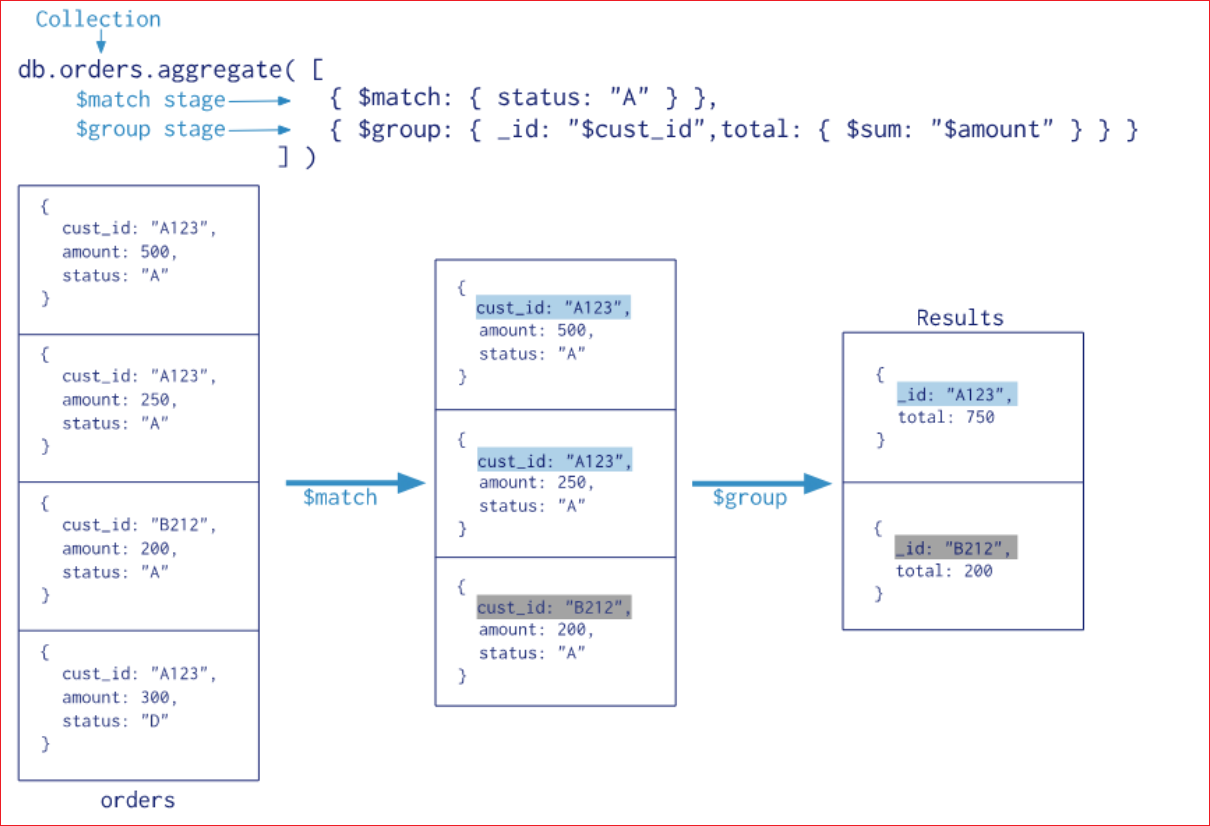 Collection
db.orders.aggregate( [
$match stage { $match: { status: "A" } },
$group stage { $group: { _id: "$cust_id",total: { $sum: "$amount" } } }
] )
{
cust_id: "A123",
amount: 500,
status: "A"
}
{
cust_id: "A123",
amount: 250,
status: "A"
}
{
cust_id: "B212",
amount: 200,
status: "A"
}
{
cust_id: "A123",
amount: 300,
status: "D"
}
orders
$match
{
cust_id: "A123",
amount: 500,
status: "A"
}
{
cust_id: "A123",
amount: 250,
status: "A"
}
{
cust_id: "B212",
amount: 200,
status: "A"
}
$group
Results
{
_id: "A123",
total: 750
}
{
_id: "B212",
total: 200
}